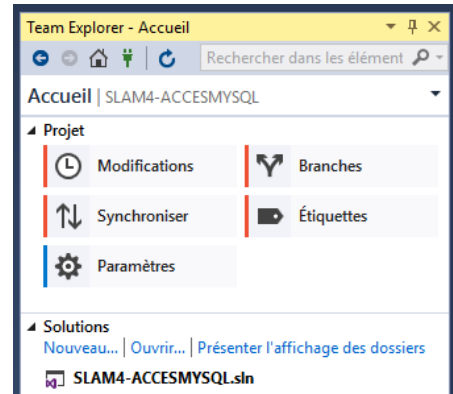 Team Explorer - Accueil
Rechercher dans les élément
Accueil | SLAM4-ACCESMYSQL
Projet
Modifications
Branches
Synchroniser
Étiquettes
Paramètres
Solutions
Nouveau... | Ouvrir... | Présenter l'affichage des dossiers
SLAM4-ACCESMYSQL.sln